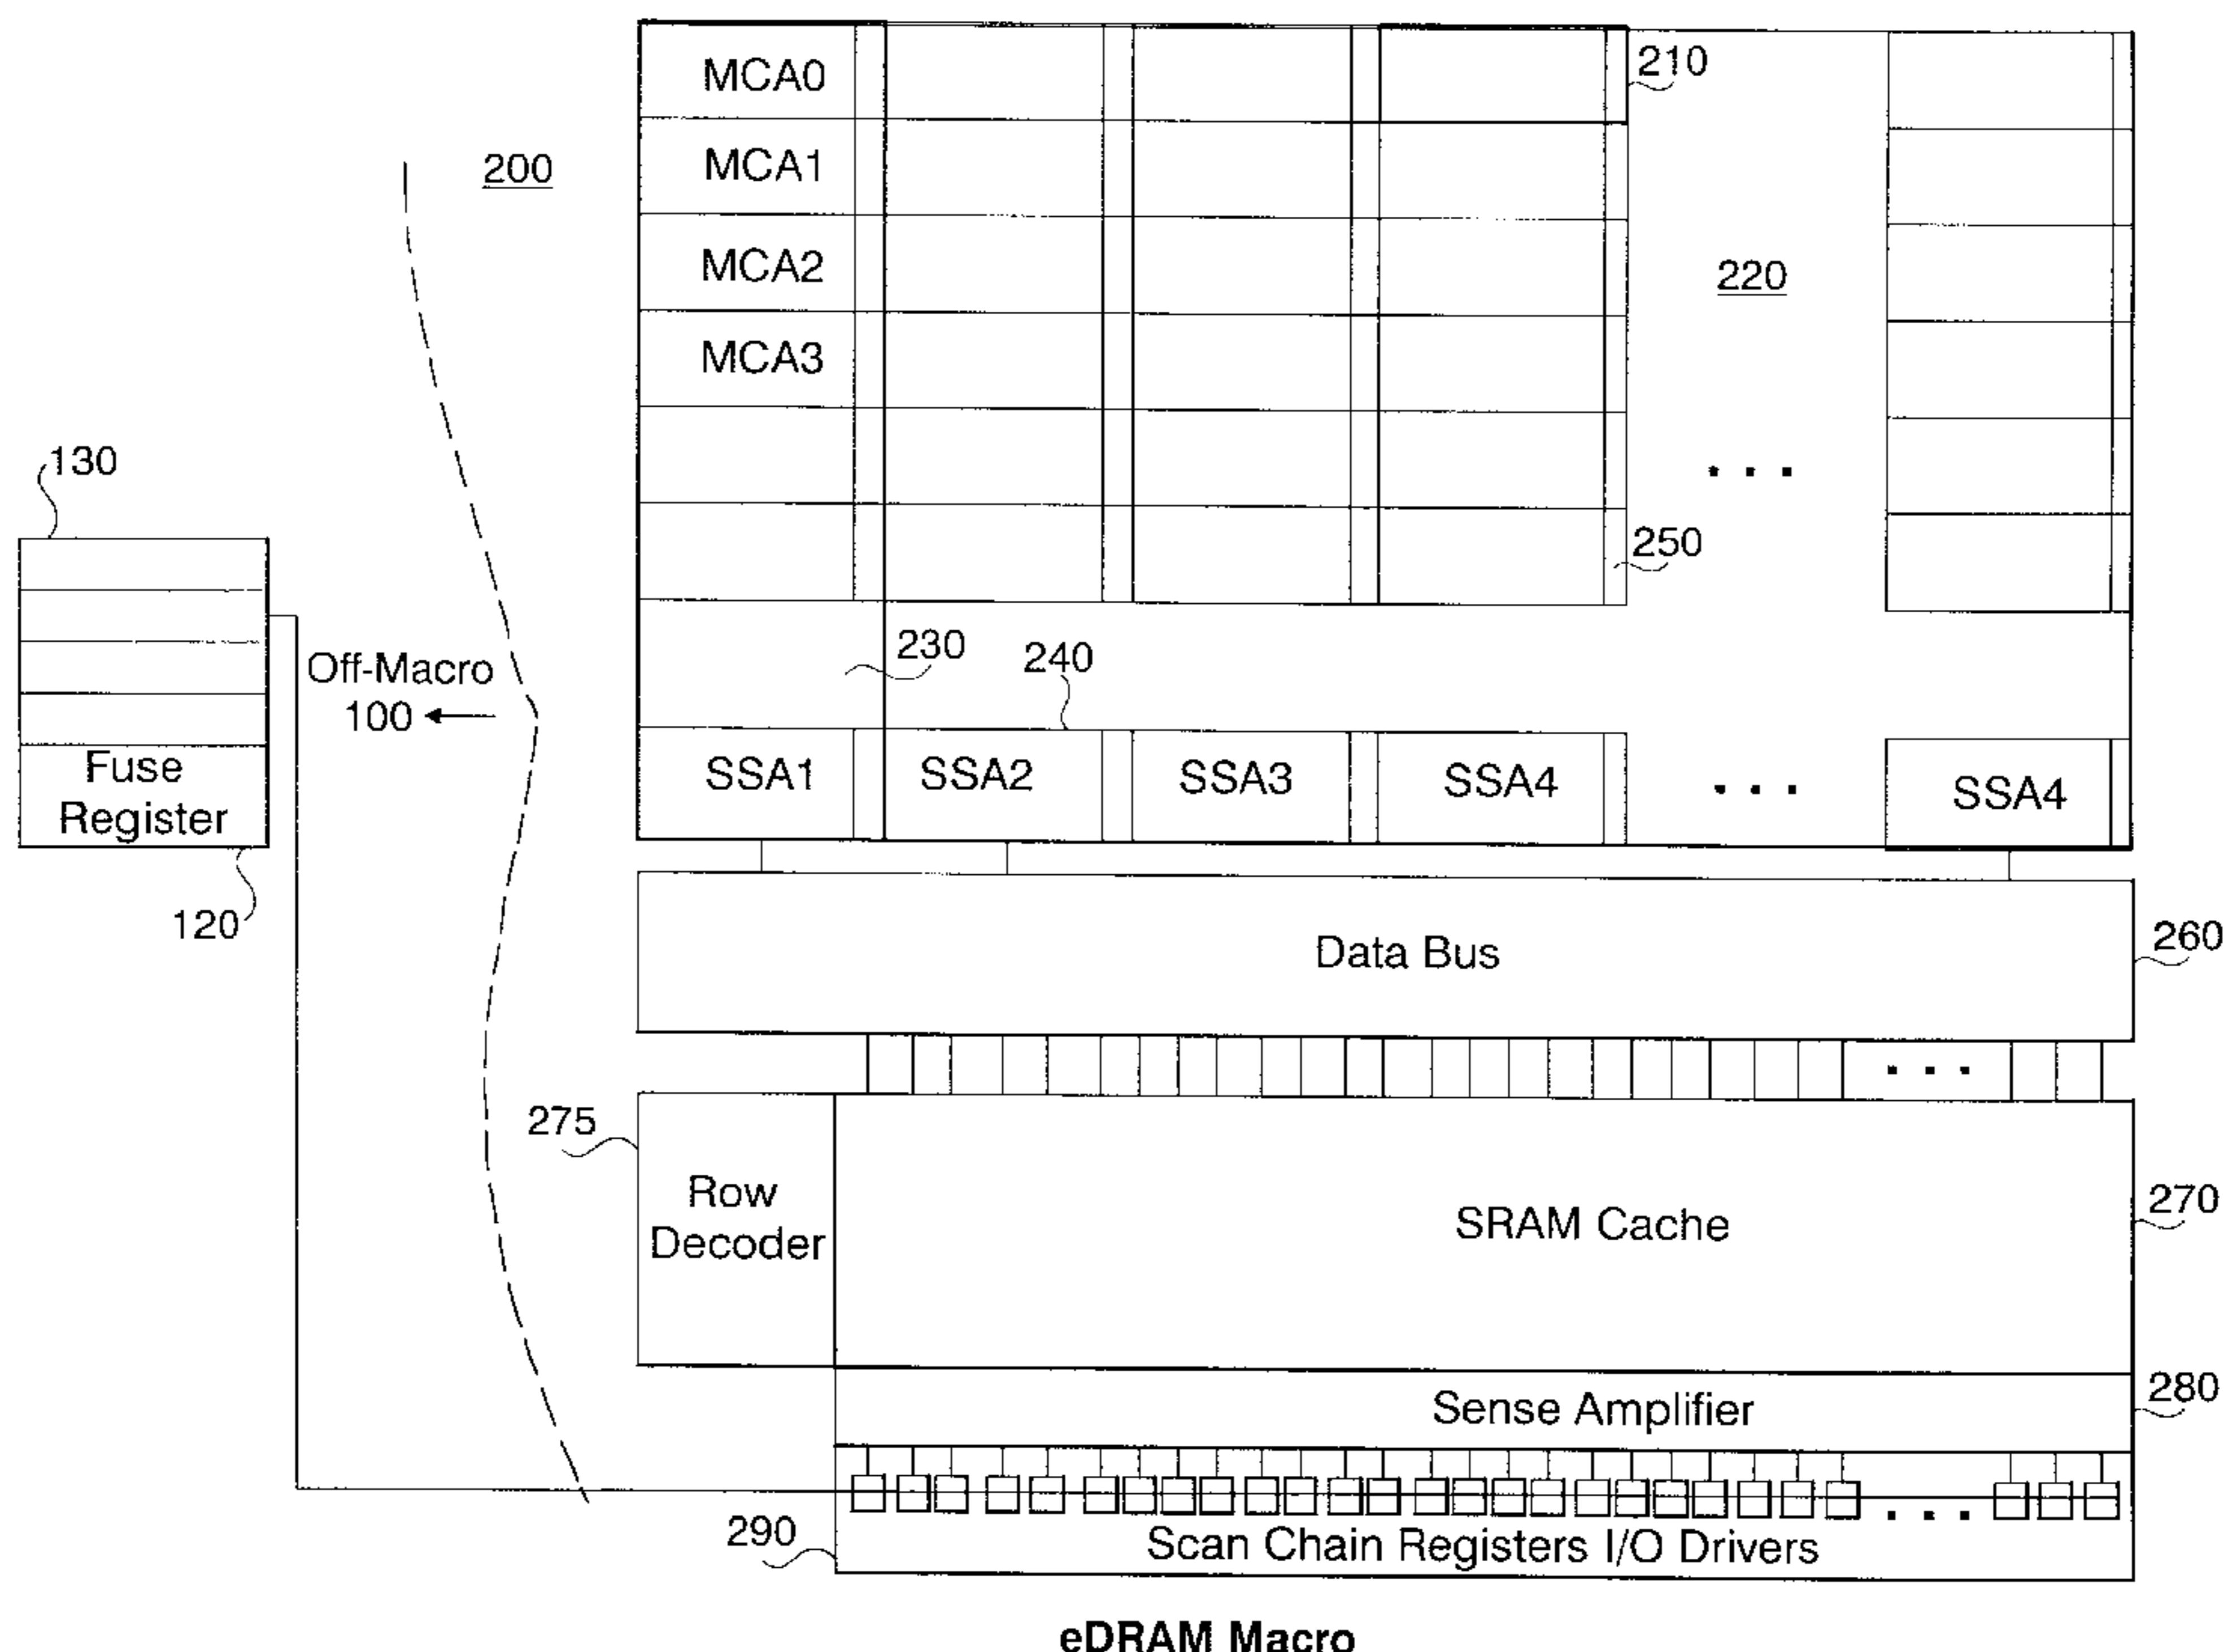 MCA0
210
MCA1
200
MCA2
220
MCA3
130
. . .
250
230
240
Off-Macro
100
Fuse
Register
SSA1 SSA2 SSA3 SSA4 . . . SSA4
120
Data Bus
260
. . .
275
Row
Decoder
SRAM Cache
270
280
Sense Amplifier
. . .
290
Scan Chain Registers I/O Drivers
eDRAM Macro